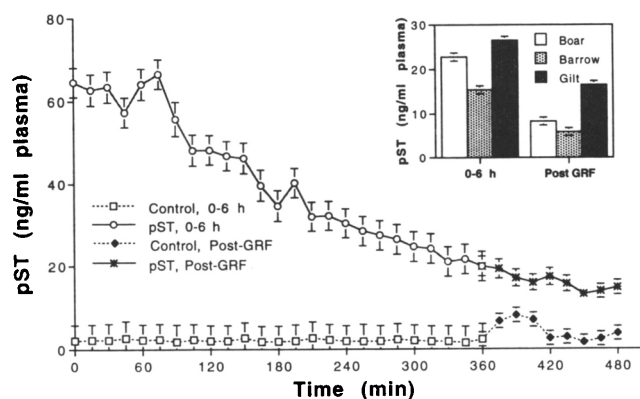 pST (ng/ml plasma)
80
60
40
20
0
0 60 120 180 240 300 360 420 480
Time (min)
Control, 0-6 h
pST, 0-6 h
Control, Post-GRF
pST, Post-GRF
pST (ng/ml plasma)
30
20
10
0
Boar
Barrow
Gilt
0-6 h Post GRF